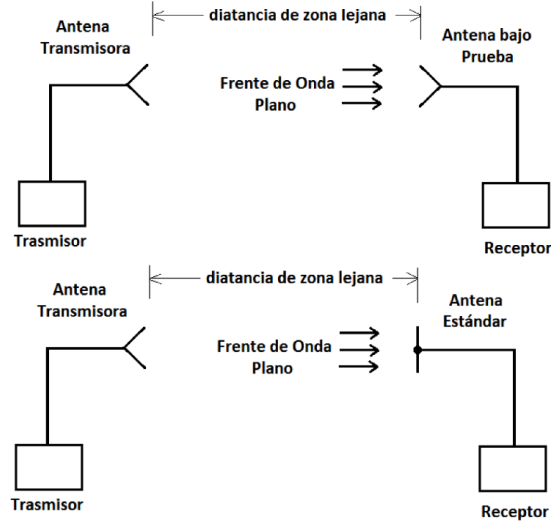 diatancia de zona lejana
Antena
Transmisora
Antena bajo
Prueba
Frente de Onda
Plano
Trasmisor
Receptor
diatancia de zona lejana
Antena
Transmisora
Antena
Estándar
Frente de Onda
Plano
Trasmisor
Receptor